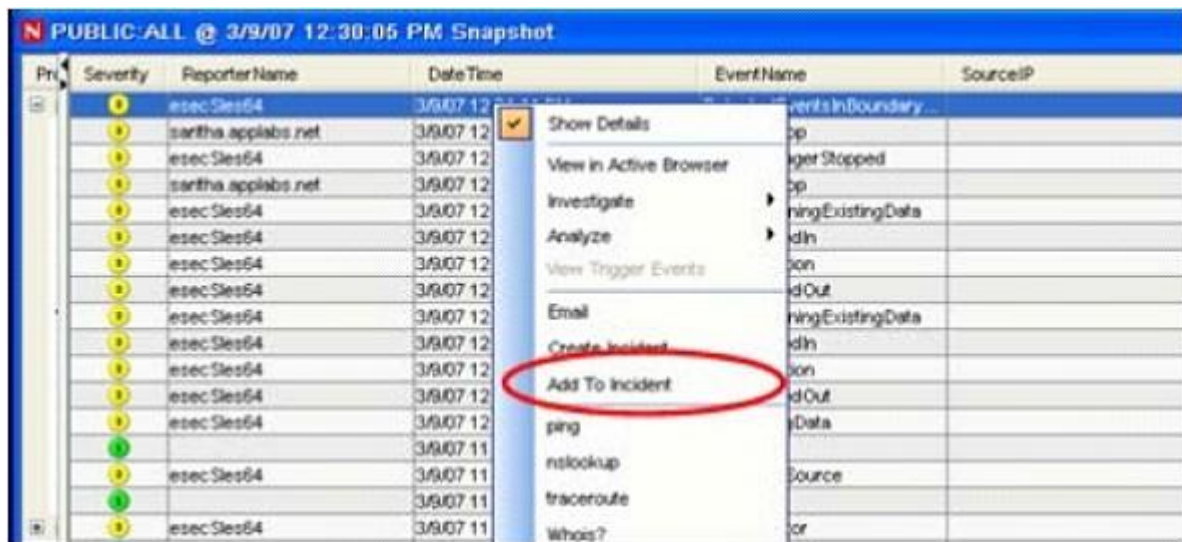 N PUBLIC:ALL @ 3/9/07 12:30:05 PM Snapshot
Severity ReporterName DateTime EventName SourceIP
esecSles64 3/9/07 12
saritha.applabs.net 3/9/07 12
esecSles64 3/9/07 12 Stopped
saritha.applabs.net 3/9/07 12
esecSles64 3/9/07 12 ningExistingData
esecSles64 3/9/07 12 edIn
esecSles64 3/9/07 12 ion
esecSles64 3/9/07 12 dOut
esecSles64 3/9/07 12 ningExistingData
esecSles64 3/9/07 12 edIn
esecSles64 3/9/07 12 ion
esecSles64 3/9/07 12 dOut
esecSles64 3/9/07 12 gData
3/9/07 11
esecSles64 3/9/07 11 Source
3/9/07 11
esecSles64 3/9/07 11 or
Show Details
View in Active Browser
Investigate
Analyze
View Trigger Events
Email
Create Incident
Add To Incident
ping
nslookup
traceroute
Whois?